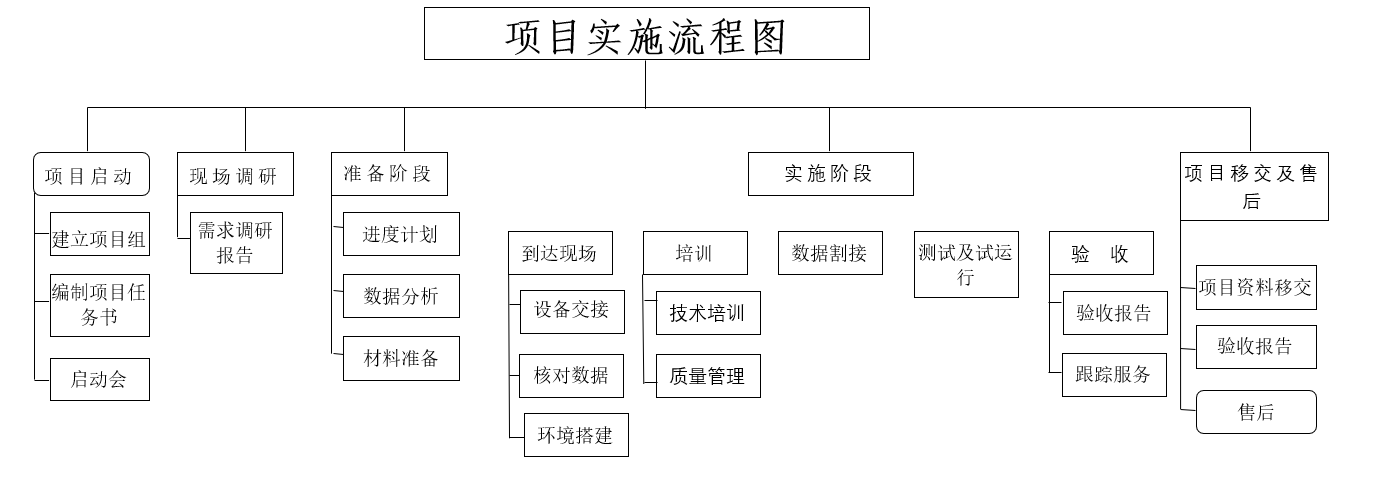 项目实施流程图
项目启动
建立项目组
编制项目任
务书
启动会
现场调研
需求调研
报告
准备阶段
进度计划
数据分析
材料准备
实施阶段
到达现场
设备交接
核对数据
环境搭建
培训
技术培训
质量管理
数据割接
测试及试运
行
验 收
验收报告
跟踪服务
项目移交及售
后
项目资料移交
验收报告
售后